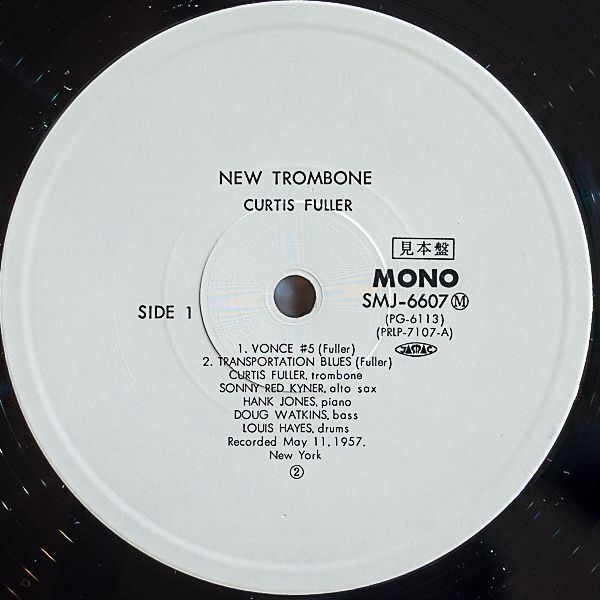 NEW TROMBONE
CURTIS FULLER
見本盤
MONO
SMJ-6607Ⓜ
(PG-6113)
(PRLP-7107-A)
JASRAC
SIDE 1
1. VONCE #5 (Fuller)
2. TRANSPORTATION BLUES (Fuller)
CURTIS FULLER, trombone
SONNY RED KYNER, alto sax
HANK JONES, piano
DOUG WATKINS, bass
LOUIS HAYES, drums
Recorded May 11, 1957.
New York
②